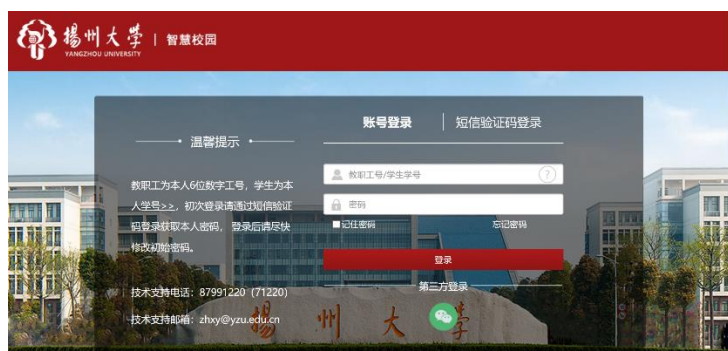 揚州大學 | 智慧校园
YANGZHOU UNIVERSITY
温馨提示
教职工为本人6位数字工号，学生为本
人学号>>，初次登录请通过短信验证
码登录获取本人密码，登录后请尽快
修改初始密码。
技术支持电话：87991220 (71220)
技术支持邮箱：zhxy@yzu.edu.cn
账号登录 | 短信验证码登录
教职工号/学生学号 ?
密码
记住密码 忘记密码
登录
第三方登录
揚州大学